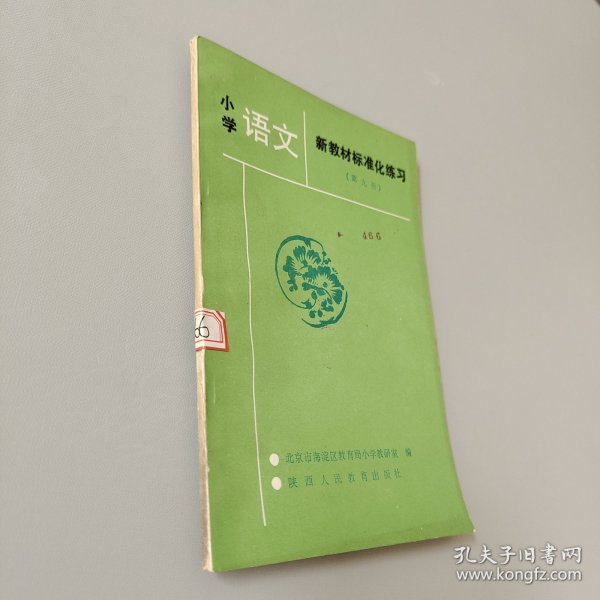 小学
语文
新教材标准化练习
(第九册)
466
北京市海淀区教育局小学教研室 编
陕西人民教育出版社
孔夫子旧书网
www.kongfz.com